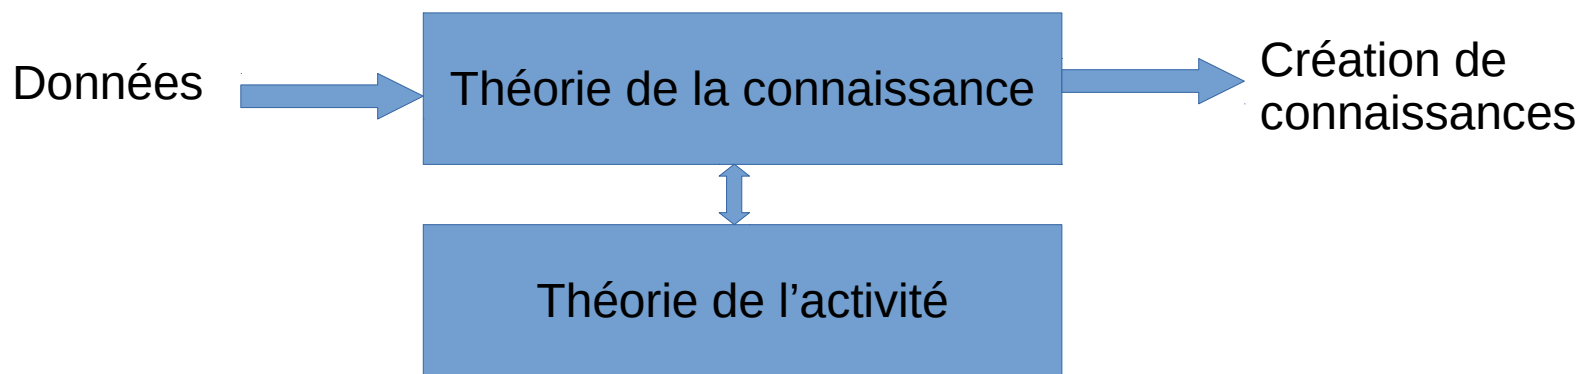 Données
Théorie de la connaissance
Création de
connaissances
Théorie de l’activité